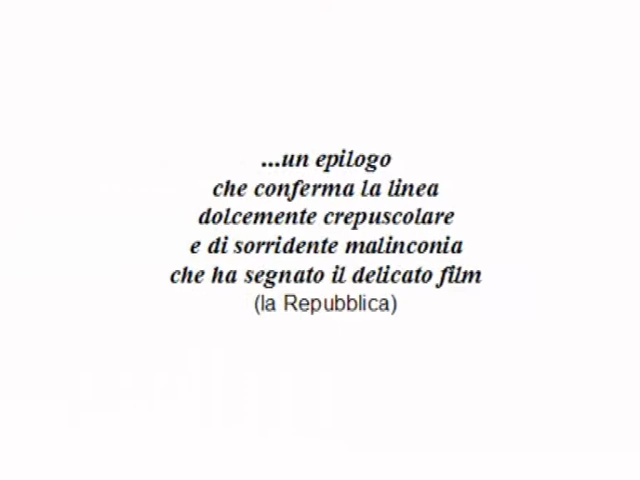 ...un epilogo
che conferma la linea
dolcemente crepuscolare
e di sorridente malinconia
che ha segnato il delicato film
(la Repubblica)